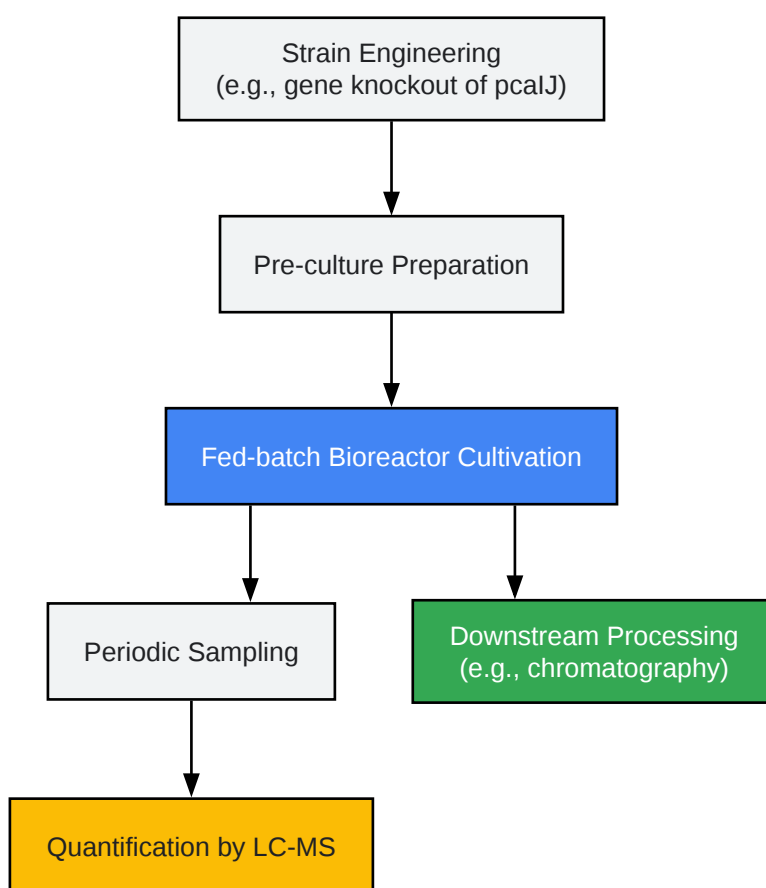 Strain Engineering
(e.g., gene knockout of pcaIJ)
Pre-culture Preparation
Fed-batch Bioreactor Cultivation
Periodic Sampling
Downstream Processing
(e.g., chromatography)
Quantification by LC-MS